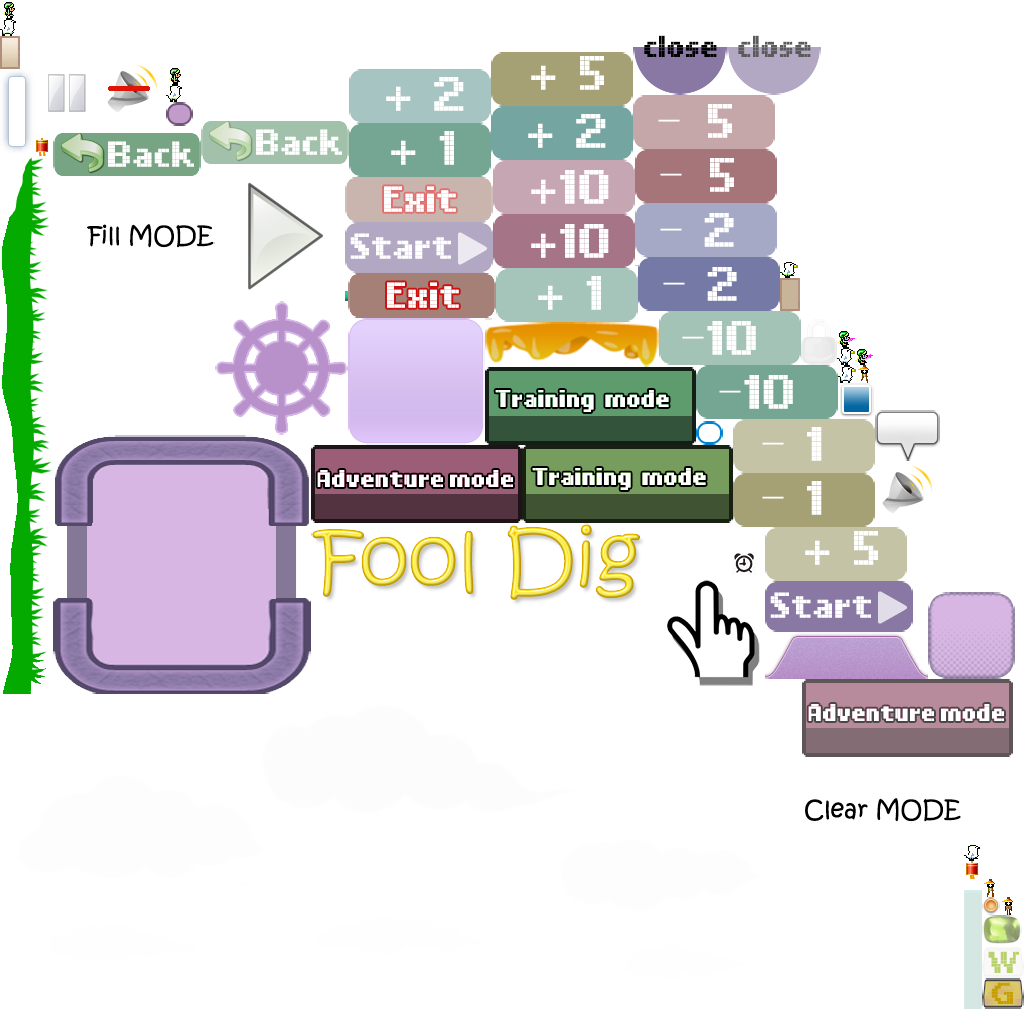 close close
+ 2
+ 5
- 5
+ 1
+ 2
Back
Back
- 5
Exit
+10
Fill MODE
Start
+10
- 2
Exit
+ 1
- 2
-10
Training mode
-10
- 1
Adventure mode
Training mode
- 1
Fool Dig
+ 5
Start
Adventure mode
Clear MODE
W
G